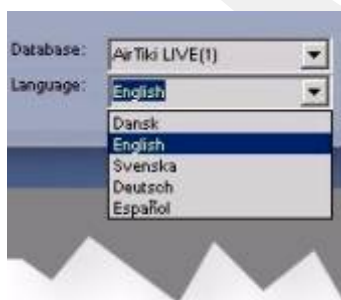 Database: AirTiki LIVE(1)
Language: English
Dansk
English
Svenska
Deutsch
Español